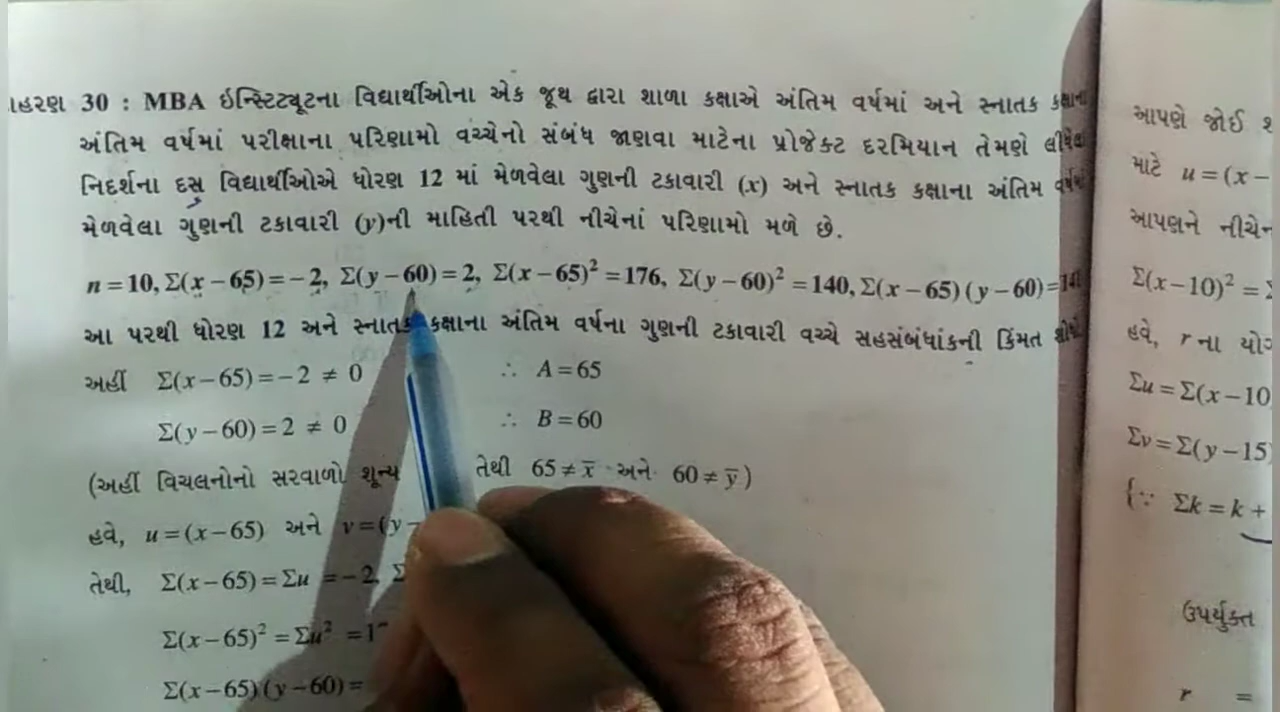 30 : MBA ઇન્સ્ટિટ્યૂટના વિદ્યાર્થીઓના એક જૂથ દ્વારા શાળા કક્ષાએ અંતિમ વર્ષમાં અને સ્નાતક કક્ષાના
અંતિમ વર્ષમાં પરીક્ષાના પરિણામો વચ્ચેનો સંબંધ જાણવા માટેના પ્રોજેક્ટ દરમિયાન તેમણે લીધેલા
નિદર્શના દસ વિદ્યાર્થીઓએ ધોરણ 12 માં મેળવેલા ગુણની ટકાવારી (x) અને સ્નાતક કક્ષાના અંતિમ વર્ષમાં
મેળવેલા ગુણની ટકાવારી (y)ની માહિતી પરથી નીચેનાં પરિણામો મળે છે.
n = 10, Σ(x – 65) = – 2, Σ(y – 60) = 2, Σ(x – 65)² = 176, Σ(y – 60)² = 140, Σ(x – 65) (y – 60) =
આ પરથી ધોરણ 12 અને સ્નાતક કક્ષાના અંતિમ વર્ષના ગુણની ટકાવારી વચ્ચે સહસંબંધાંકની કિંમત શોધો
અહીં Σ(x – 65) = – 2 ≠ 0 ∴ A = 65
Σ(y – 60) = 2 ≠ 0 ∴ B = 60
(અહીં વિચલનોનો સરવાળો શૂન્ય તેથી 65 ≠ x̄ અને 60 ≠ ȳ)
હવે, u = (x – 65) અને v = (y –
તેથી, Σ(x – 65) = Σu = – 2, Σ
Σ(x – 65)² = Σu² = 1
Σ(x – 65) (y – 60) =
આપણે જોઈ
માટે u = (x –
આપણને
Σ(x – 10)² =
હવે, r ના
Σu = Σ(x – 10
Σv = Σ(y – 15
{∵ Σk = k +
ઉપર્યુક્ત
r =